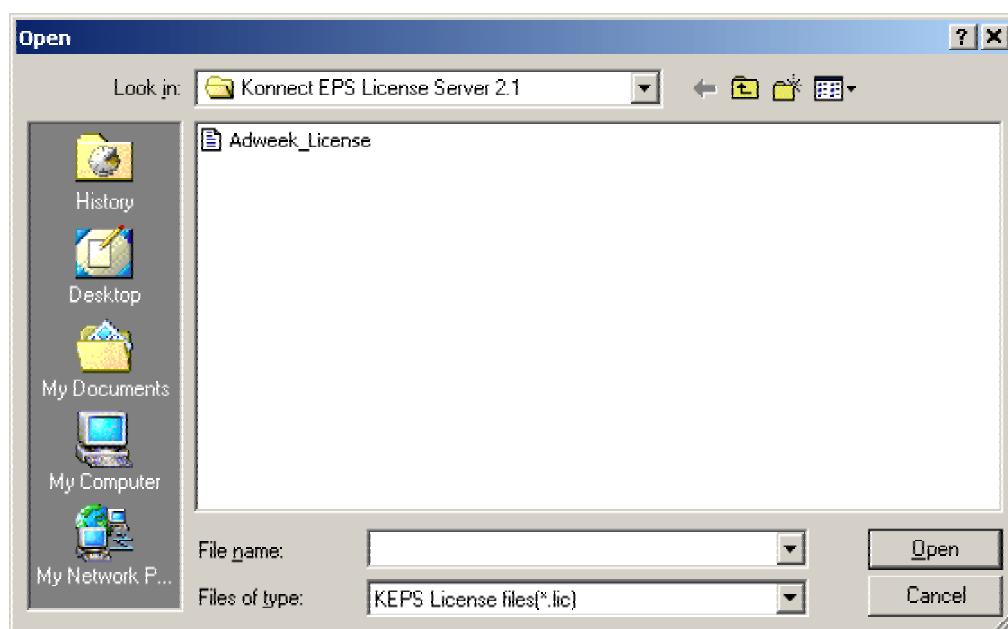 Open
Look in: Konnect EPS License Server 2.1
Adweek_License
History
Desktop
My Documents
My Computer
My Network P...
File name:
Open
Files of type: KEPS License files(*.lic)
Cancel